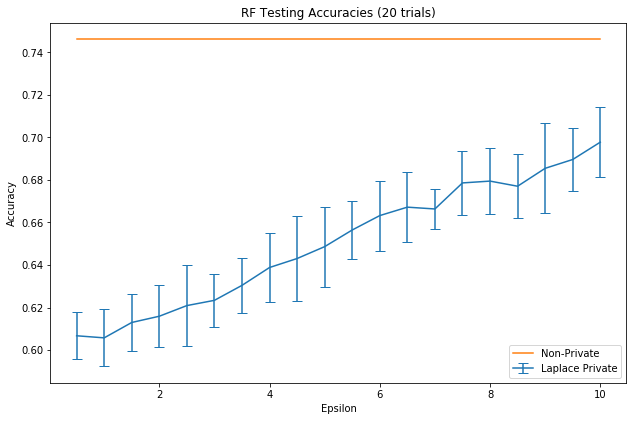 RF Testing Accuracies (20 trials)
Accuracy
0.74
0.72
0.70
0.68
0.66
0.64
0.62
0.60
2
4
6
8
10
Epsilon
Non-Private
Laplace Private